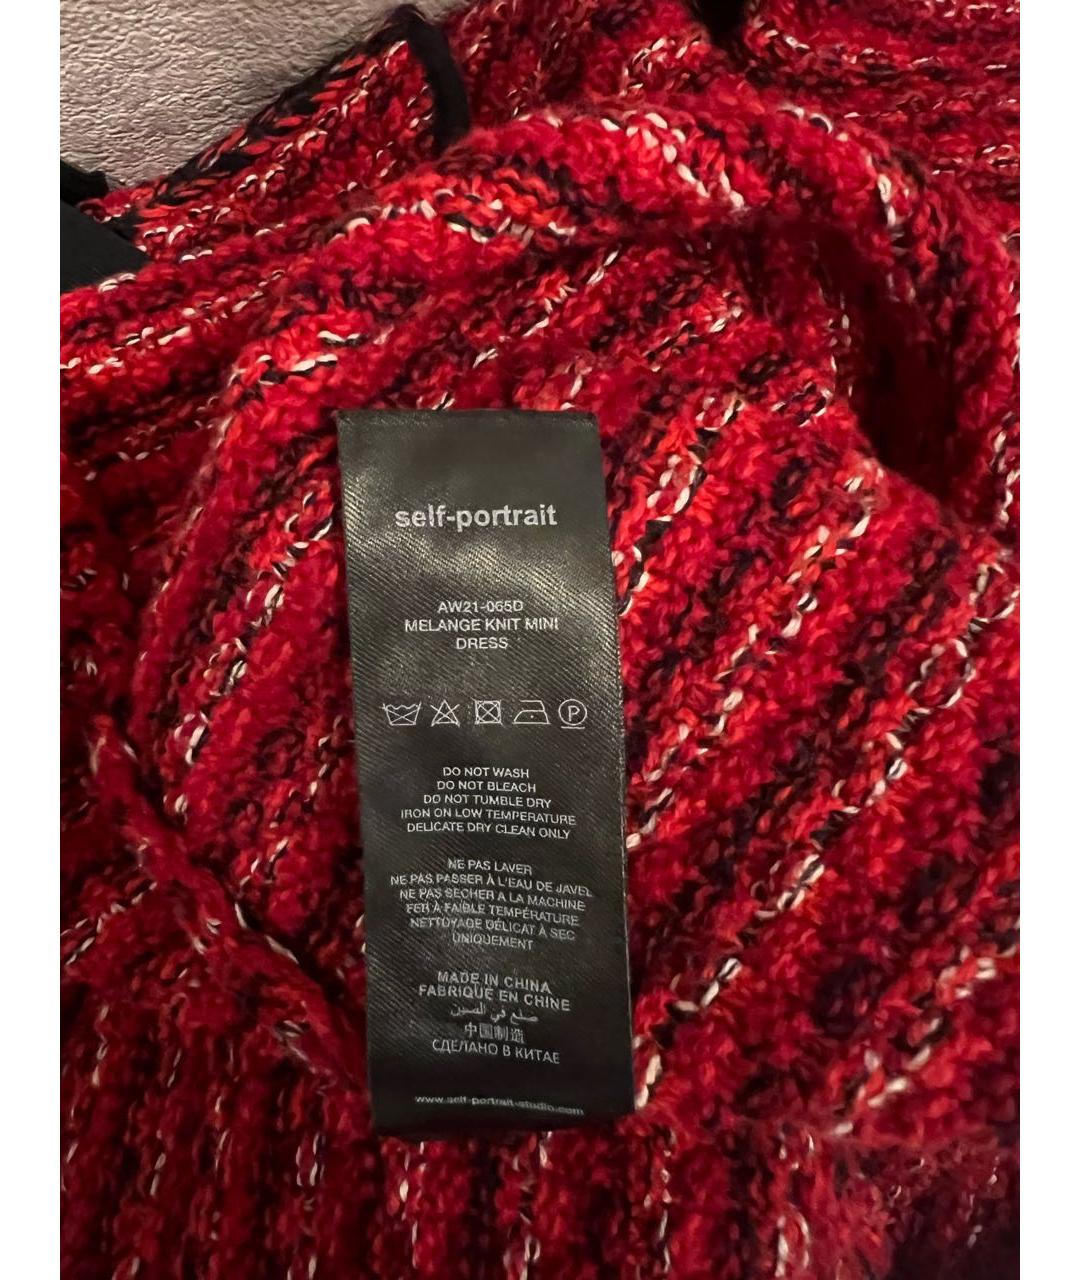 self-portrait
AW21-065D
MELANGE KNIT MINI
DRESS
P
DO NOT WASH
DO NOT BLEACH
DO NOT TUMBLE DRY
IRON ON LOW TEMPERATURE
DELICATE DRY CLEAN ONLY
NE PAS LAVER
NE PAS PASSER À L'EAU DE JAVEL
NE PAS SECHER A LA MACHINE
FER À FAIBLE TEMPÉRATURE
NETTOYAGE DÉLICAT À SEC
UNIQUEMENT
MADE IN CHINA
FABRIQUÉ EN CHINE
صنع في الصين
中国制造
СДЕЛАНО В КИТАЕ
www.self-portrait-studio.com